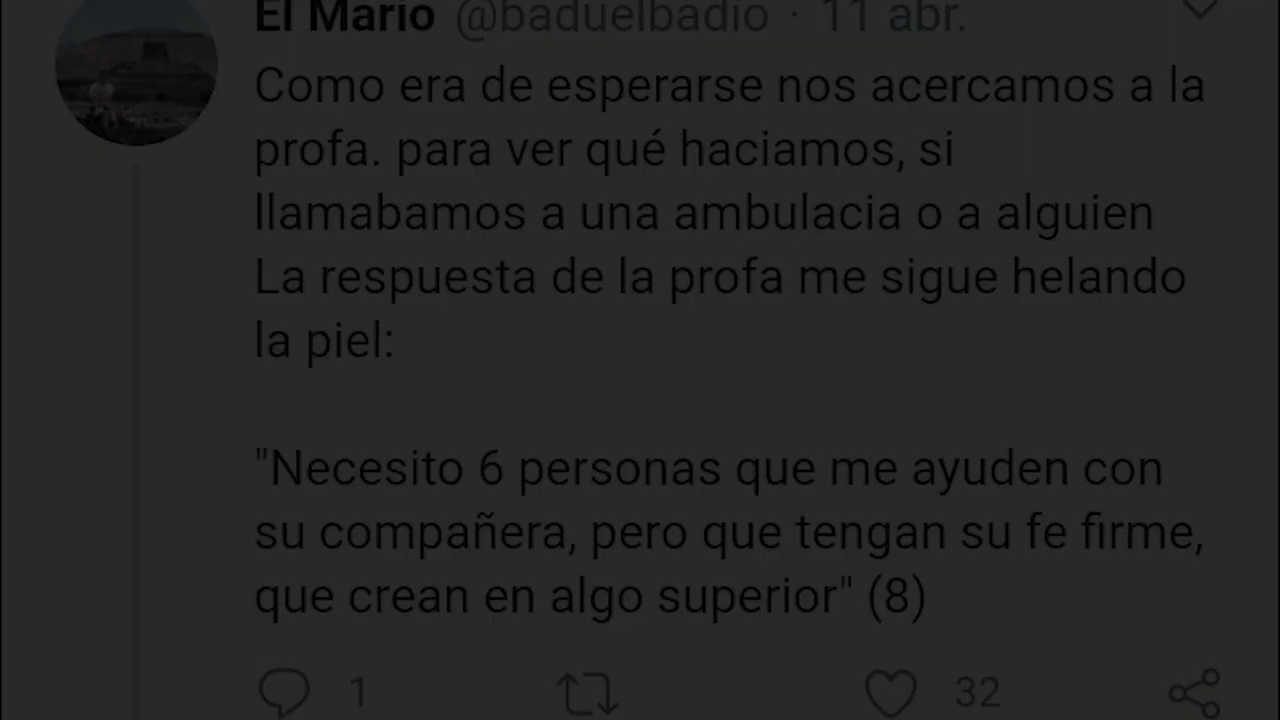 El Mario @baduelbadio · 11 abr.
Como era de esperarse nos acercamos a la
profa. para ver qué haciamos, si
llamabamos a una ambulacia o a alguien
La respuesta de la profa me sigue helando
la piel:
"Necesito 6 personas que me ayuden con
su compañera, pero que tengan su fe firme,
que crean en algo superior" (8)
1 32